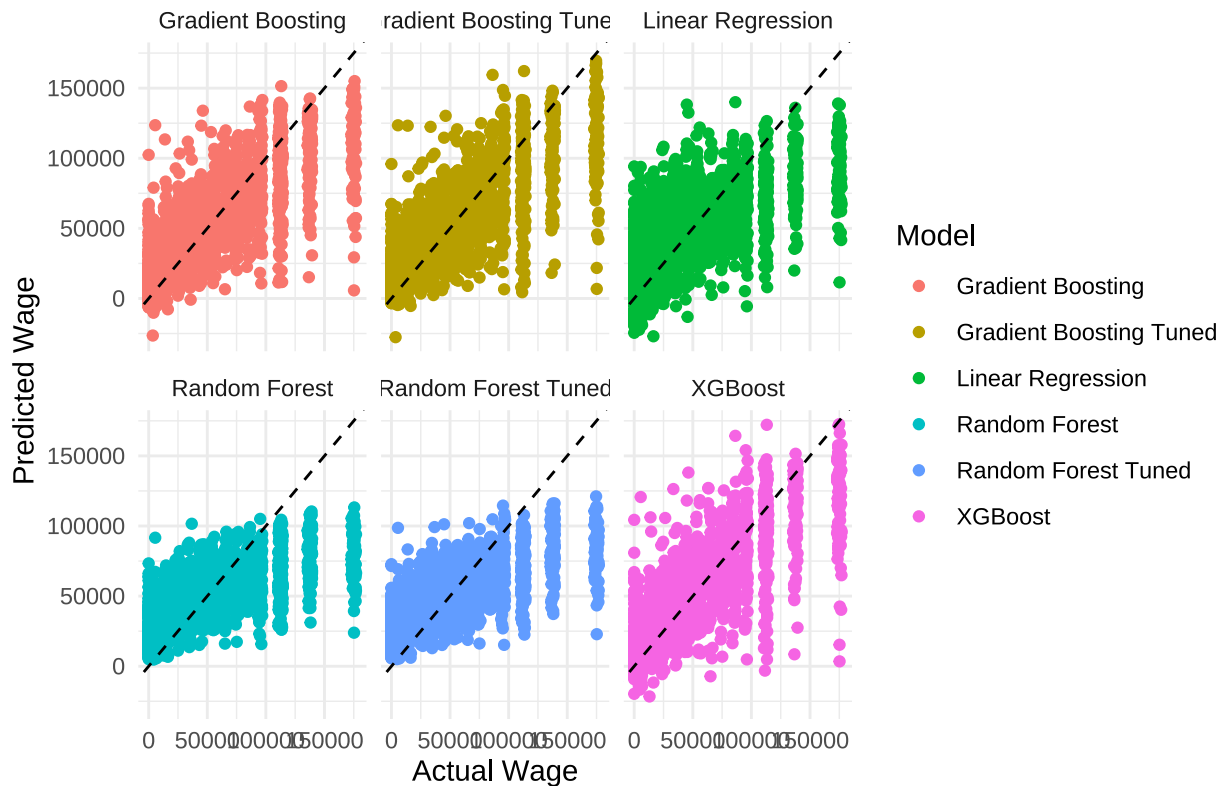 Gradient Boosting
Gradient Boosting Tuned
Linear Regression
150000
100000
50000
0
Random Forest
Random Forest Tuned
XGBoost
150000
100000
50000
0
0 50000 100000 150000
0 50000 100000 150000
0 50000 100000 150000
Predicted Wage
Actual Wage
Model
Gradient Boosting
Gradient Boosting Tuned
Linear Regression
Random Forest
Random Forest Tuned
XGBoost